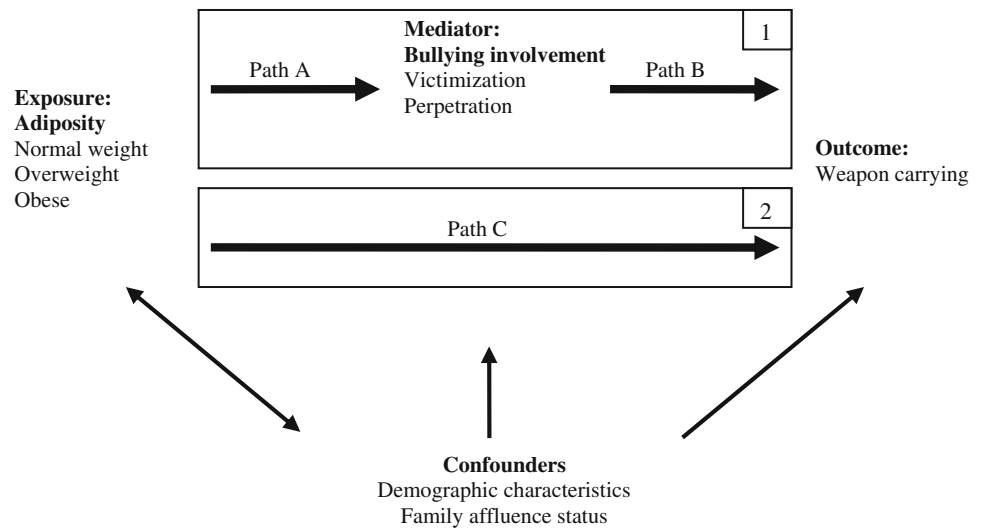 Exposure:
Adiposity
Normal weight
Overweight
Obese
1
Path A
Mediator:
Bullying involvement
Victimization
Perpetration
Path B
2
Path C
Outcome:
Weapon carrying
Confounders
Demographic characteristics
Family affluence status